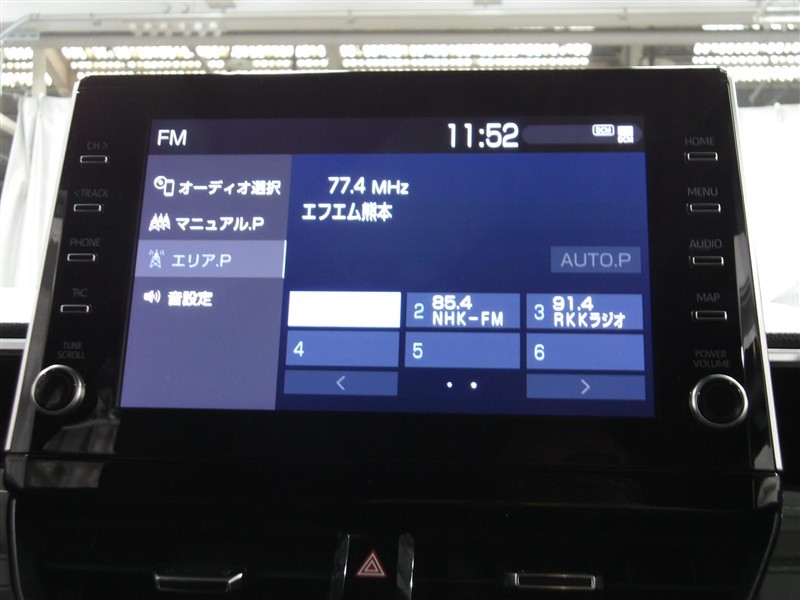 FM
11:52
DCM
DCM
オーディオ選択
マニュアル.P
エリア.P
音設定
77.4 MHz
エフエム熊本
AUTO.P
2 85.4 NHK-FM
3 91.4 RKKラジオ
4
5
6
<
>
CH >
< TRACK
PHONE
T/C
TUNE
SCROLL
HOME
MENU
AUDIO
MAP
POWER
VOLUME